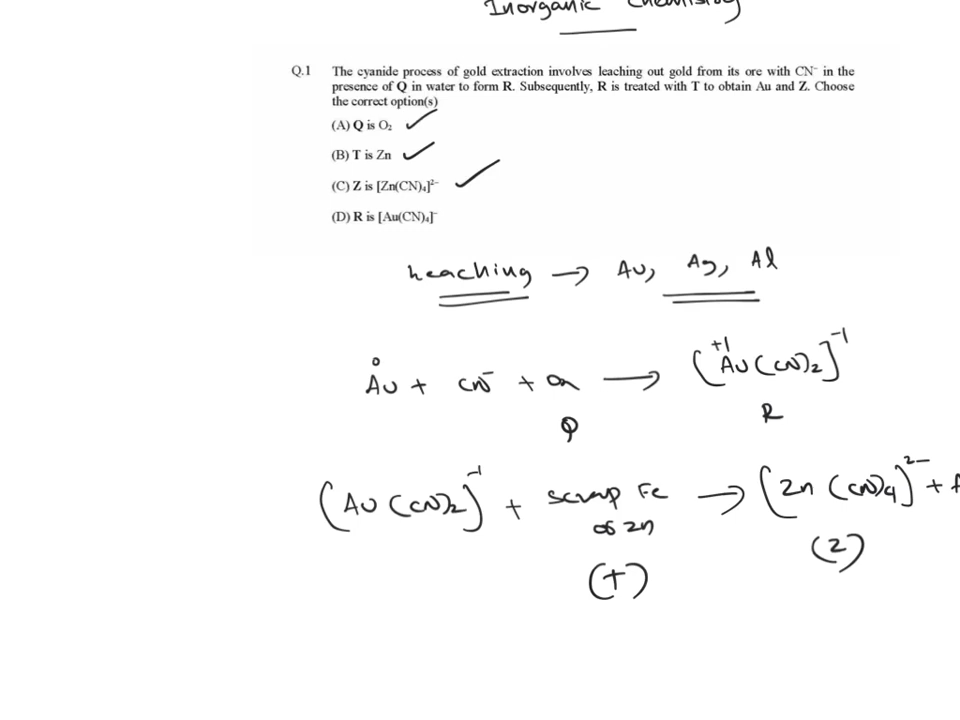 Inorganic Chemistry
Q.1 The cyanide process of gold extraction involves leaching out gold from its ore with CN⁻ in the
presence of Q in water to form R. Subsequently, R is treated with T to obtain Au and Z. Choose
the correct option(s)
(A) Q is O₂ ✓
(B) T is Zn ✓
(C) Z is [Zn(CN)₄]²⁻ ✓
(D) R is [Au(CN)₄]⁻
heaching → Au, Ag, Al
Au⁰ + CN⁻ + O₂ → (Au⁺¹(CN)₂]⁻¹
Q R
(Au(CN)₂)⁻¹ + scrap Fe → (Zn(CN)₄)²⁻ +
or Zn
(T) (Z)